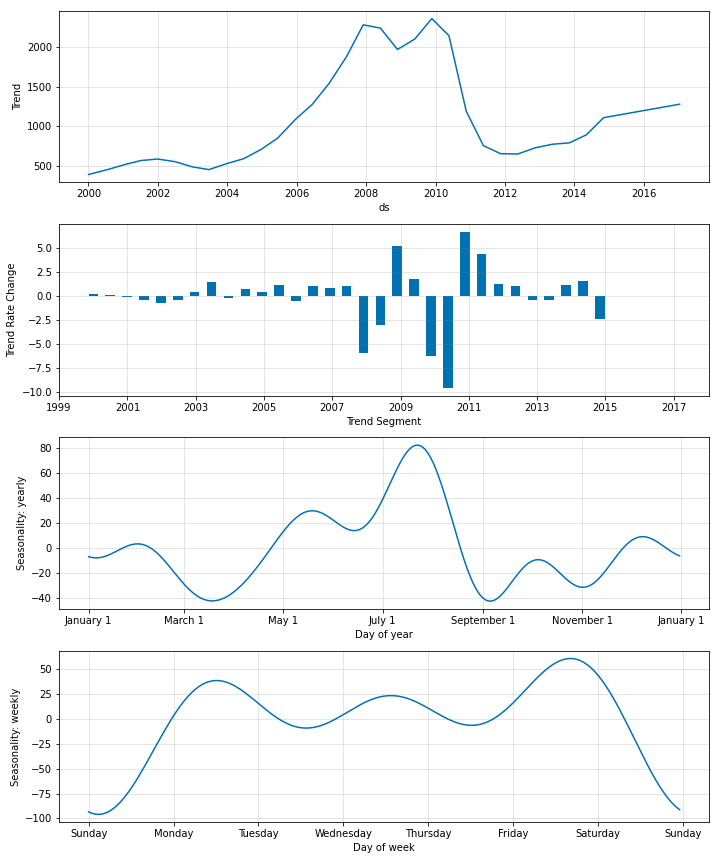 Trend
2000
1500
1000
500
2000 2002 2004 2006 2008 2010 2012 2014 2016
ds
Trend Rate Change
5.0
2.5
0.0
−2.5
−5.0
−7.5
−10.0
1999 2001 2003 2005 2007 2009 2011 2013 2015 2017
Trend Segment
Seasonality: yearly
80
60
40
20
0
−20
−40
January 1 March 1 May 1 July 1 September 1 November 1 January 1
Day of year
Seasonality: weekly
50
25
0
−25
−50
−75
−100
Sunday Monday Tuesday Wednesday Thursday Friday Saturday Sunday
Day of week